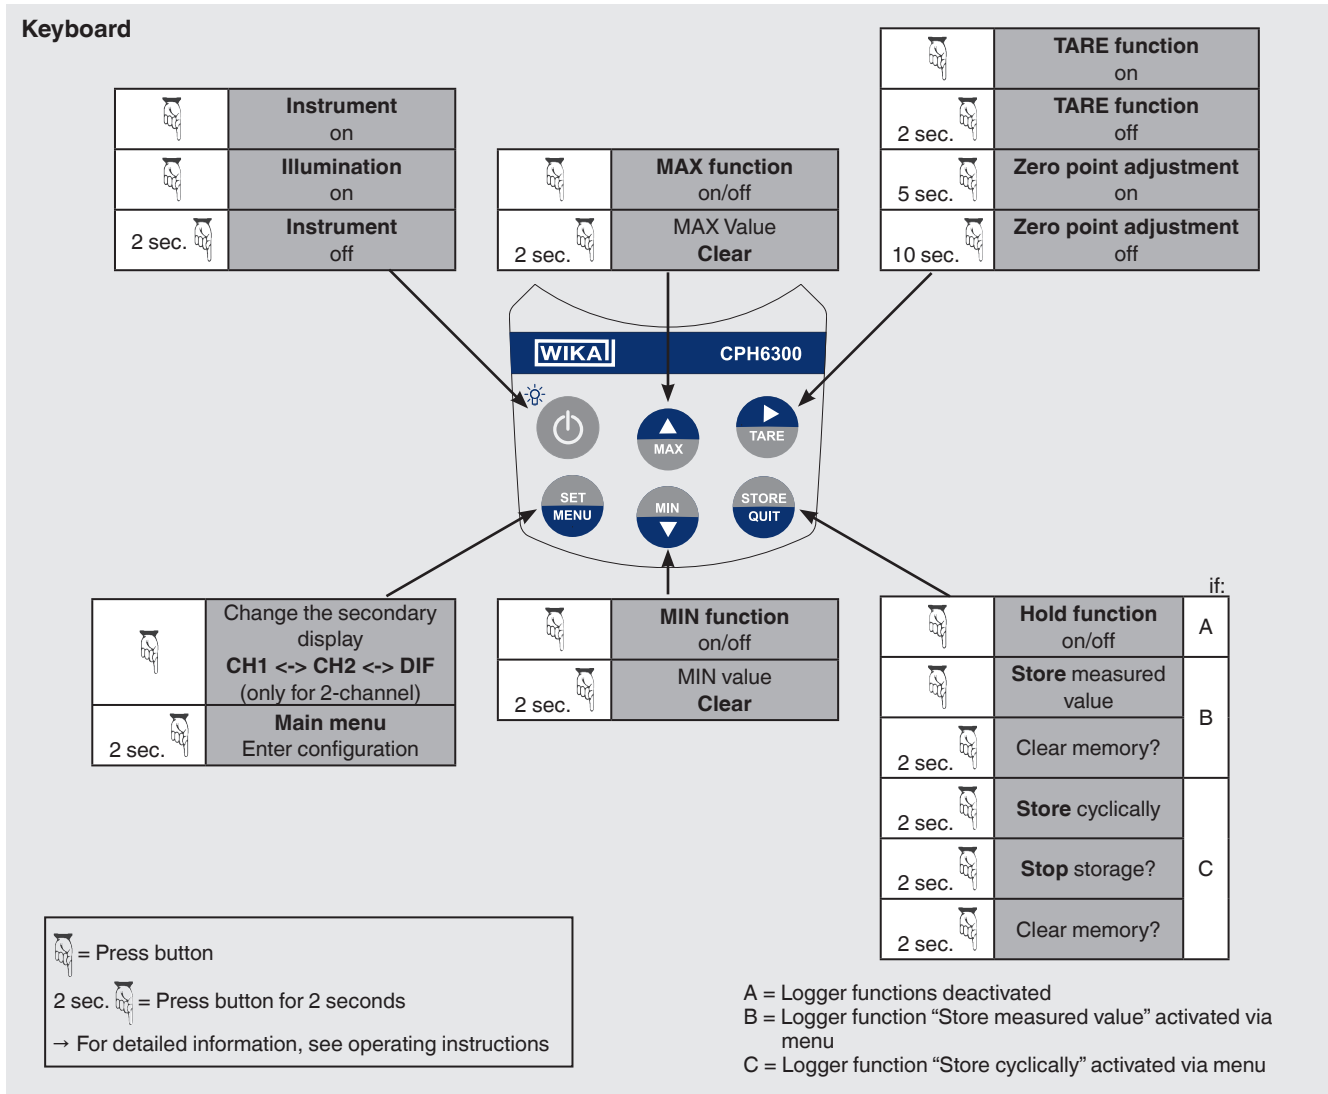 Keyboard
Instrument
on
Illumination
on
2 sec.
Instrument
off
MAX function
on/off
2 sec.
MAX Value
Clear
TARE function
on
2 sec.
TARE function
off
5 sec.
Zero point adjustment
on
10 sec.
Zero point adjustment
off
WIKAI
CPH6300
MAX
TARE
SET
MENU
MIN
STORE
QUIT
Change the secondary
display
CH1 <-> CH2 <-> DIF
(only for 2-channel)
2 sec.
Main menu
Enter configuration
MIN function
on/off
2 sec.
MIN value
Clear
if:
Hold function
on/off
A
Store measured
value
B
2 sec.
Clear memory?
2 sec.
Store cyclically
2 sec.
Stop storage?
C
2 sec.
Clear memory?
= Press button
2 sec. = Press button for 2 seconds
→ For detailed information, see operating instructions
A = Logger functions deactivated
B = Logger function “Store measured value” activated via
menu
C = Logger function “Store cyclically” activated via menu